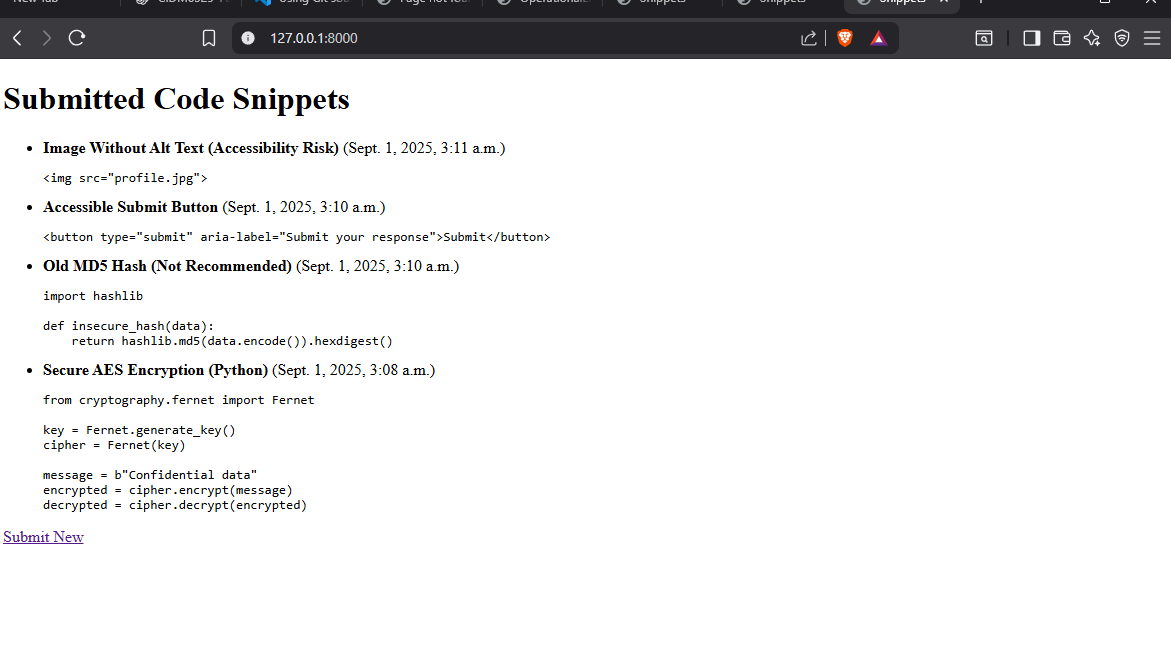 127.0.0.1:8000
Submitted Code Snippets
Image Without Alt Text (Accessibility Risk) (Sept. 1, 2025, 3:11 a.m.)
<img src="profile.jpg">
Accessible Submit Button (Sept. 1, 2025, 3:10 a.m.)
<button type="submit" aria-label="Submit your response">Submit</button>
Old MD5 Hash (Not Recommended) (Sept. 1, 2025, 3:10 a.m.)
import hashlib
def insecure_hash(data):
    return hashlib.md5(data.encode()).hexdigest()
Secure AES Encryption (Python) (Sept. 1, 2025, 3:08 a.m.)
from cryptography.fernet import Fernet
key = Fernet.generate_key()
cipher = Fernet(key)
message = b"Confidential data"
encrypted = cipher.encrypt(message)
decrypted = cipher.decrypt(encrypted)
Submit New